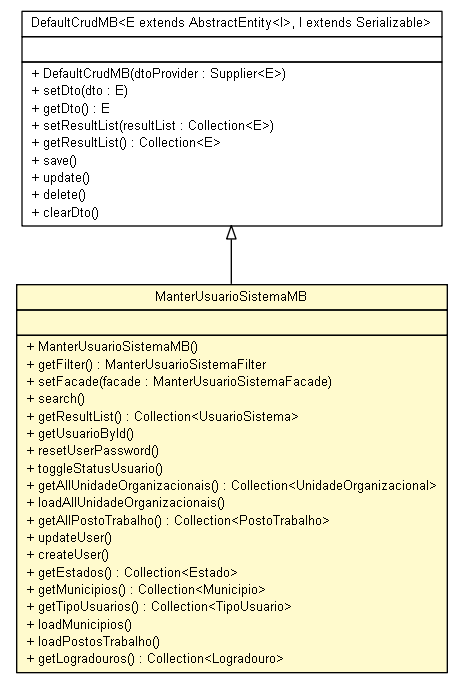 DefaultCrudMB<E extends AbstractEntity<I>, I extends Serializable>
+ DefaultCrudMB(dtoProvider : Supplier<E>)
+ setDto(dto : E)
+ getDto() : E
+ setResultList(resultList : Collection<E>)
+ getResultList() : Collection<E>
+ save()
+ update()
+ delete()
+ clearDto()
ManterUsuarioSistemaMB
+ ManterUsuarioSistemaMB()
+ getFilter() : ManterUsuarioSistemaFilter
+ setFacade(facade : ManterUsuarioSistemaFacade)
+ search()
+ getResultList() : Collection<UsuarioSistema>
+ getUsuarioById()
+ resetUserPassword()
+ toggleStatusUsuario()
+ getAllUnidadeOrganizacionais() : Collection<UnidadeOrganizacional>
+ loadAllUnidadeOrganizacionais()
+ getAllPostoTrabalho() : Collection<PostoTrabalho>
+ updateUser()
+ createUser()
+ getEstados() : Collection<Estado>
+ getMunicipios() : Collection<Municipio>
+ getTipoUsuarios() : Collection<TipoUsuario>
+ loadMunicipios()
+ loadPostosTrabalho()
+ getLogradouros() : Collection<Logradouro>